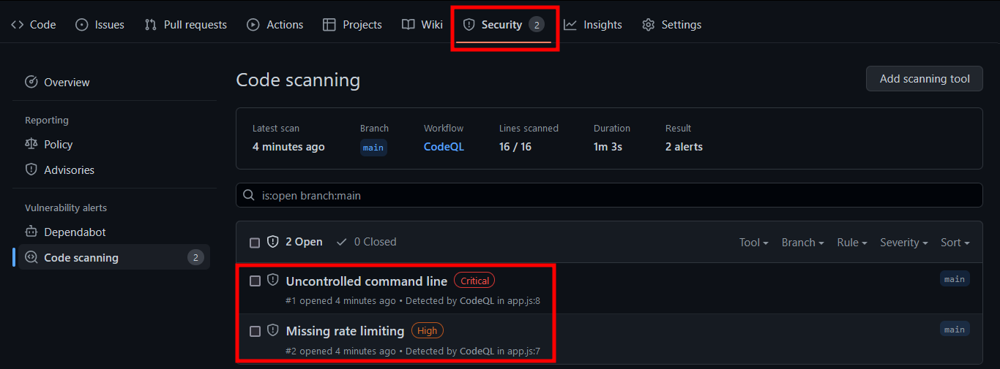 Code Issues Pull requests Actions Projects Wiki Security 2 Insights Settings
Overview
Reporting
Policy
Advisories
Vulnerability alerts
Dependabot
Code scanning 2
Code scanning
Add scanning tool
Latest scan Branch Workflow Lines scanned Duration Result
4 minutes ago main CodeQL 16 / 16 1m 3s 2 alerts
is:open branch:main
2 Open 0 Closed Tool Branch Rule Severity Sort
Uncontrolled command line Critical main
#1 opened 4 minutes ago • Detected by CodeQL in app.js:8
Missing rate limiting High main
#2 opened 4 minutes ago • Detected by CodeQL in app.js:7